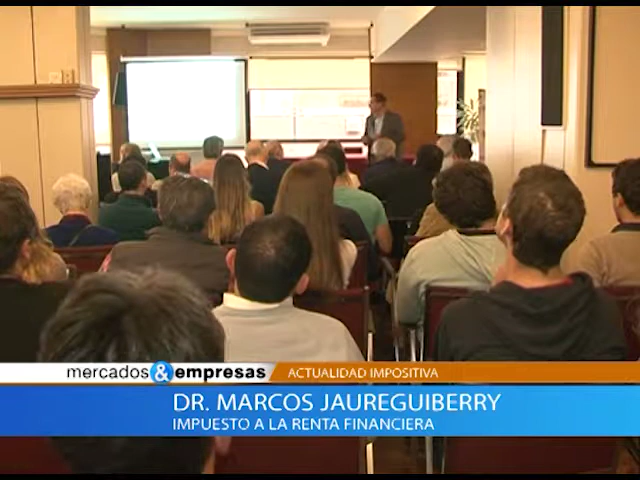 mercados&empresas
ACTUALIDAD IMPOSITIVA
DR. MARCOS JAUREGUIBERRY
IMPUESTO A LA RENTA FINANCIERA